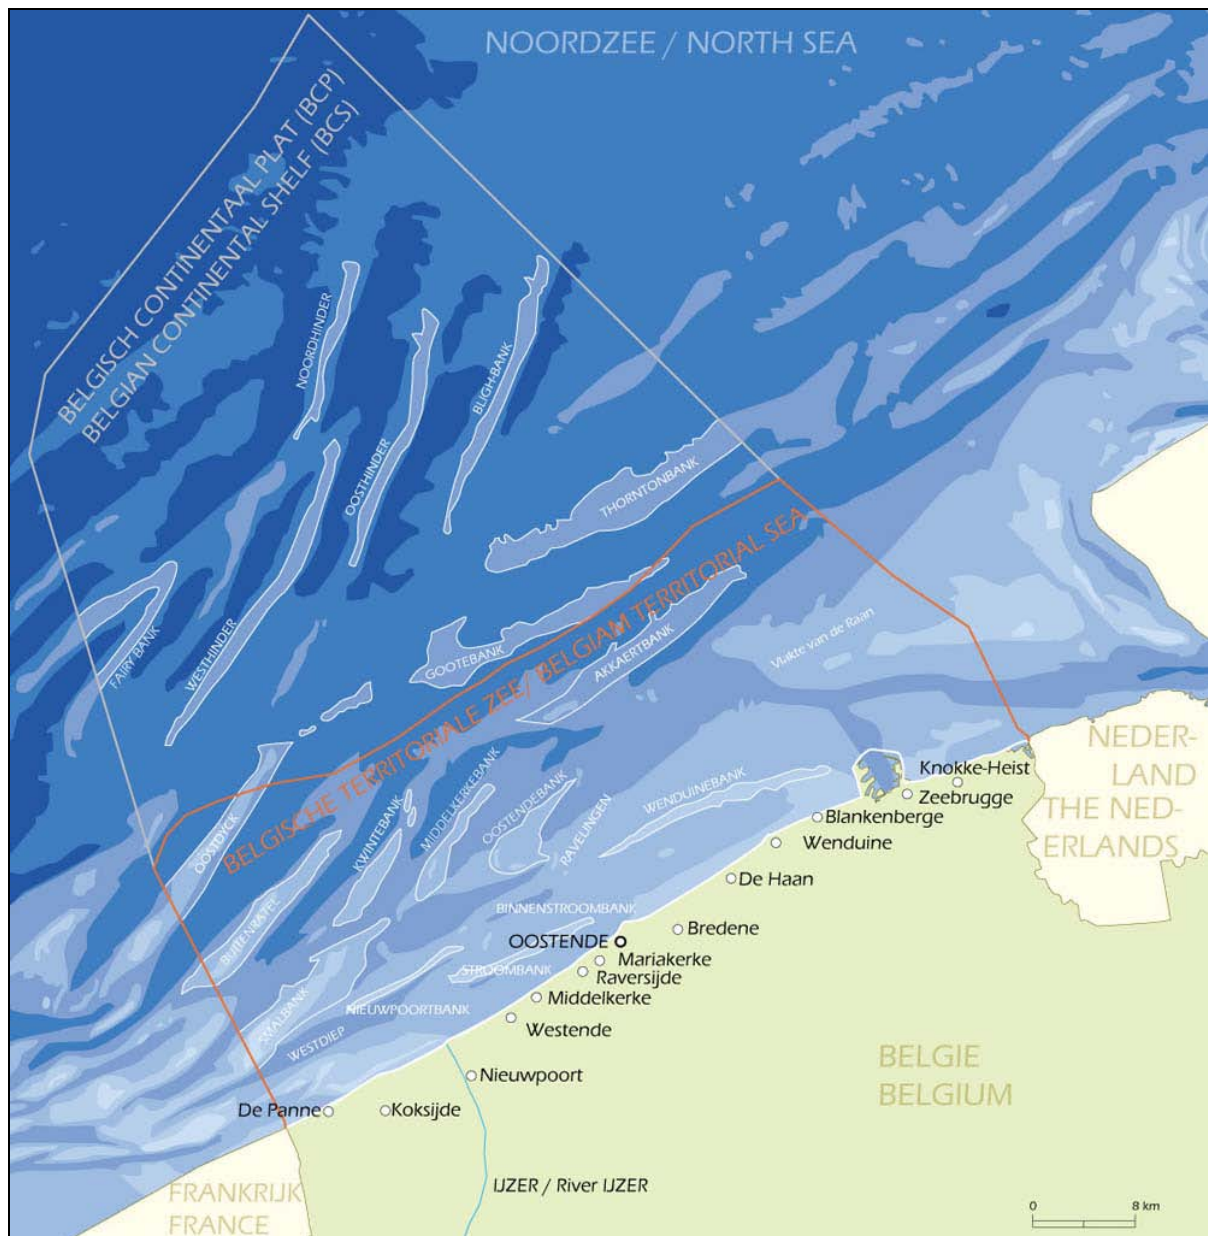 NOORDZEE / NORTH SEA
BELGISCH CONTINENTAAL PLAT (BCP)
BELGIAN CONTINENTAL SHELF (BCS)
NOORDHINDER
BLIGH-BANK
OOSTHINDER
THORNTONBANK
WESTHINDER
FAIRY BANK
GOOTEBANK
AKKAERTBANK
Vlakte van de Raan
BELGISCHE TERRITORIALE ZEE/ BELGIAM TERRITORIAL SEA
OOSTDYCK
BUITENRATEL
KWINTEBANK
MIDDELKERKEBANK
OOSTENDEBANK
RAVELINGEN
WENDUINEBANK
BINNENSTROOMBANK
STROOMBANK
NIEUWPOORTBANK
SMALBANK
WESTDIEP
NEDER-
LAND
THE NED-
ERLANDS
Knokke-Heist
Zeebrugge
Blankenberge
Wenduine
De Haan
Bredene
OOSTENDE
Mariakerke
Raversijde
Middelkerke
Westende
Nieuwpoort
De Panne
Koksijde
BELGIE
BELGIUM
IJZER / River IJZER
FRANKRIJK
FRANCE
0 8 km